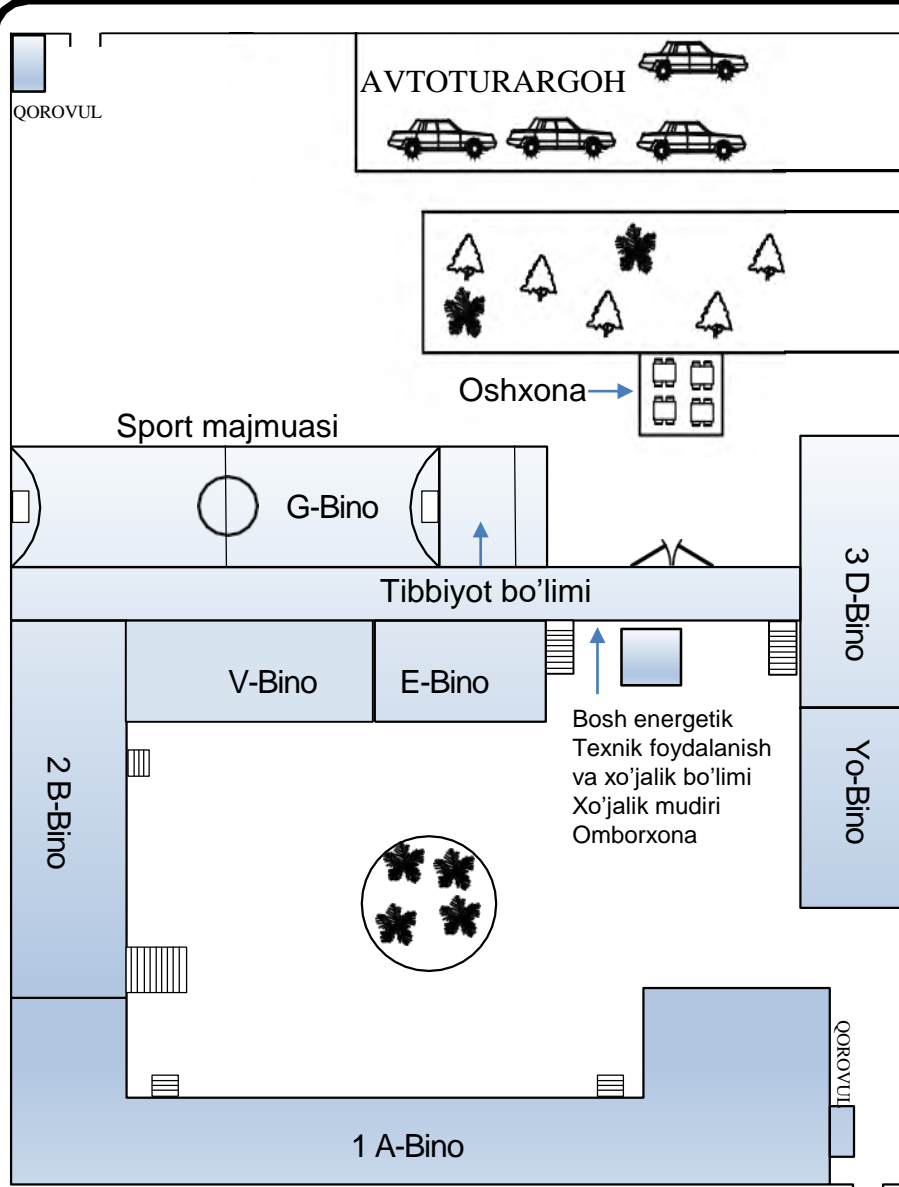 AVTOTURARGOH
QOROVUL
Oshxona
Sport majmuasi
G-Bino
Tibbiyot bo’limi
3 D-Bino
V-Bino
E-Bino
Bosh energetik
Texnik foydalanish
va xo’jalik bo’limi
Xo’jalik mudiri
Omborxona
2 B-Bino
Yo-Bino
QOROVUL
1 A-Bino